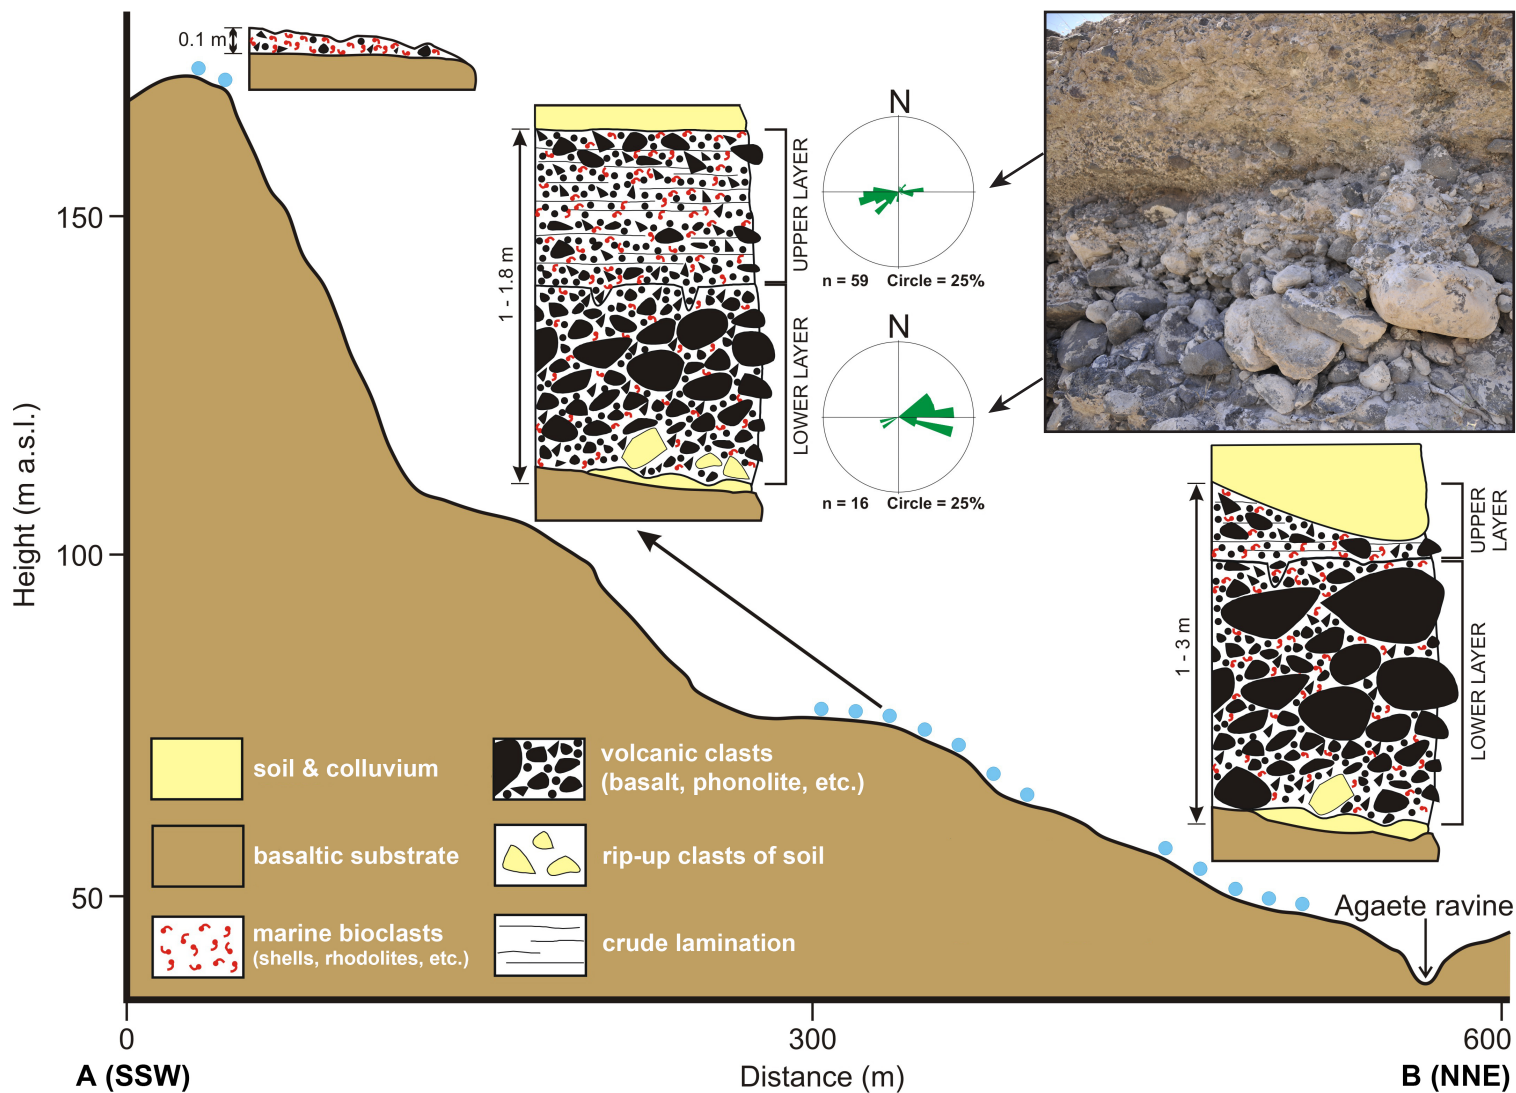 0.1 m
N
UPPER LAYER
1 - 1.8 m
n = 59 Circle = 25%
N
LOWER LAYER
n = 16 Circle = 25%
150
100
50
Height (m a.s.l.)
UPPER
LAYER
1 - 3 m
LOWER LAYER
soil & colluvium
volcanic clasts
(basalt, phonolite, etc.)
basaltic substrate
rip-up clasts of soil
marine bioclasts
(shells, rhodolites, etc.)
crude lamination
Agaete ravine
0
300
600
A (SSW)
Distance (m)
B (NNE)